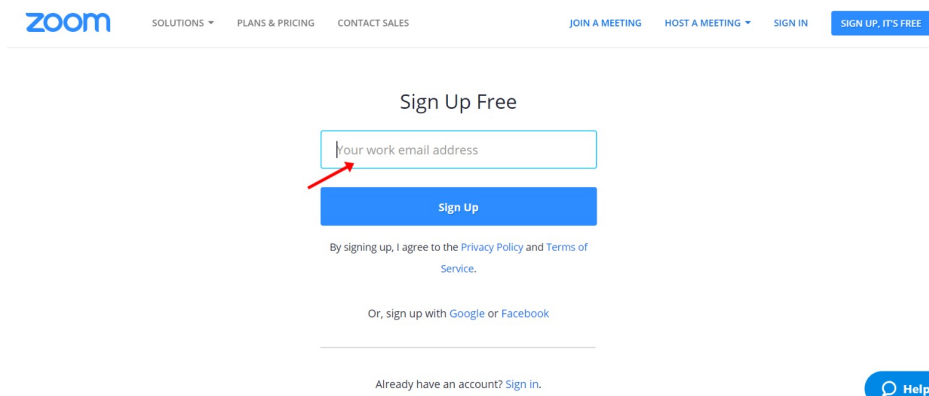 zoom SOLUTIONS PLANS & PRICING CONTACT SALES JOIN A MEETING HOST A MEETING SIGN IN SIGN UP, IT'S FREE
Sign Up Free
Your work email address
Sign Up
By signing up, I agree to the Privacy Policy and Terms of
Service.
Or, sign up with Google or Facebook
Already have an account? Sign in.
Help